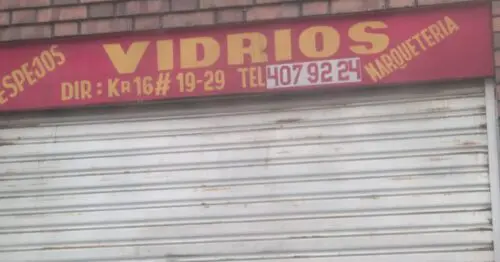 ESPEJOS
VIDRIOS
DIR: KR 16# 19-29 TEL 407 92 24
MARQUETERIA